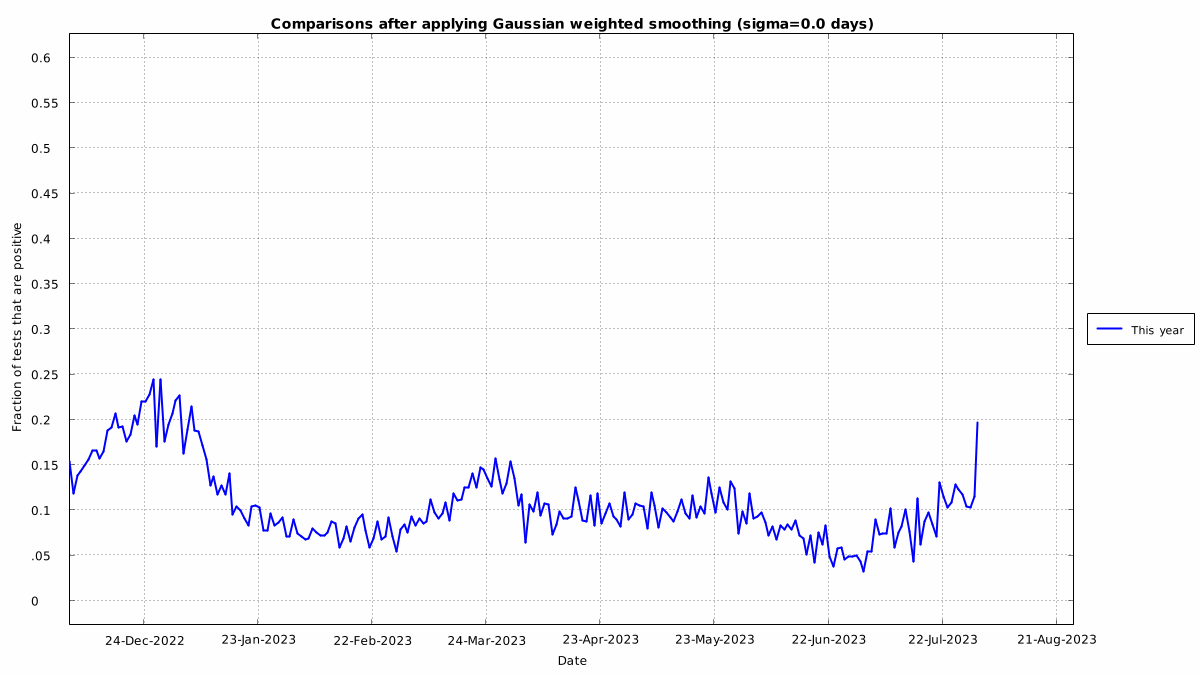 Comparisons after applying Gaussian weighted smoothing (sigma=0.0 days)
0.6
0.55
0.5
0.45
0.4
0.35
0.3
0.25
0.2
0.15
0.1
.05
0
Fraction of tests that are positive
This year
24-Dec-2022
23-Jan-2023
22-Feb-2023
24-Mar-2023
23-Apr-2023
23-May-2023
22-Jun-2023
22-Jul-2023
21-Aug-2023
Date